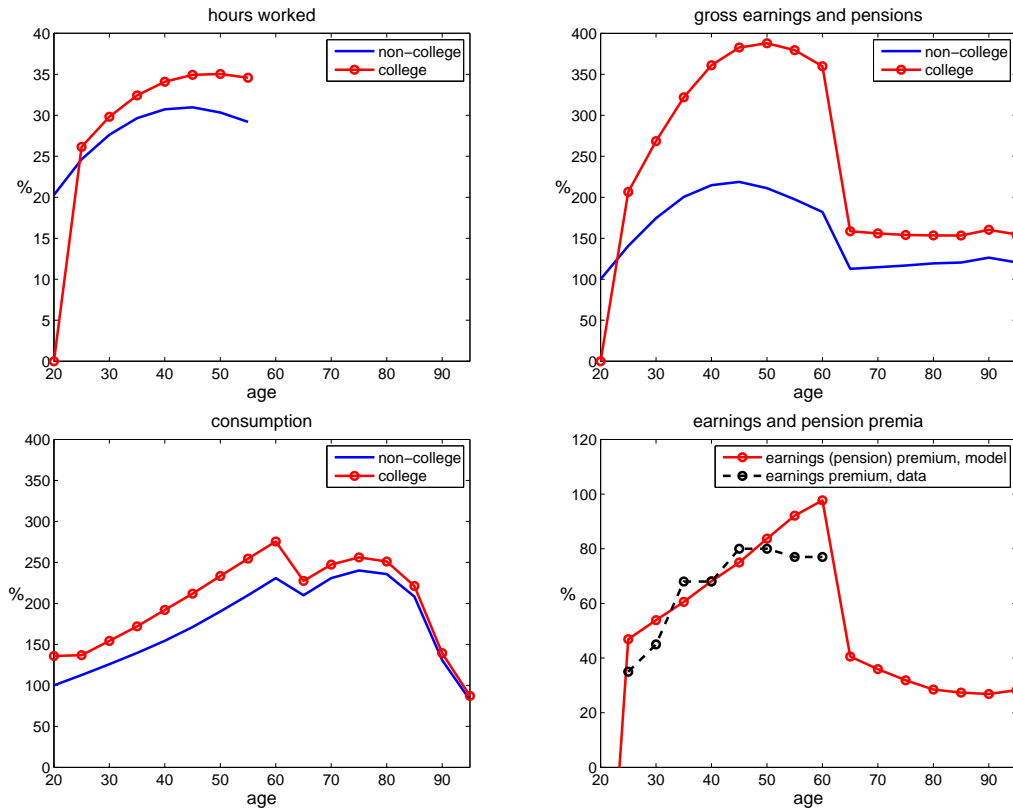 hours worked
non-college
college
40
35
30
25
%
20
15
10
5
0
20 30 40 50 60 70 80 90
age
gross earnings and pensions
non-college
college
400
350
300
250
%
200
150
100
50
0
20 30 40 50 60 70 80 90
age
consumption
non-college
college
400
350
300
250
%
200
150
100
50
0
20 30 40 50 60 70 80 90
age
earnings and pension premia
earnings (pension) premium, model
earnings premium, data
120
100
80
%
60
40
20
0
20 30 40 50 60 70 80 90
age